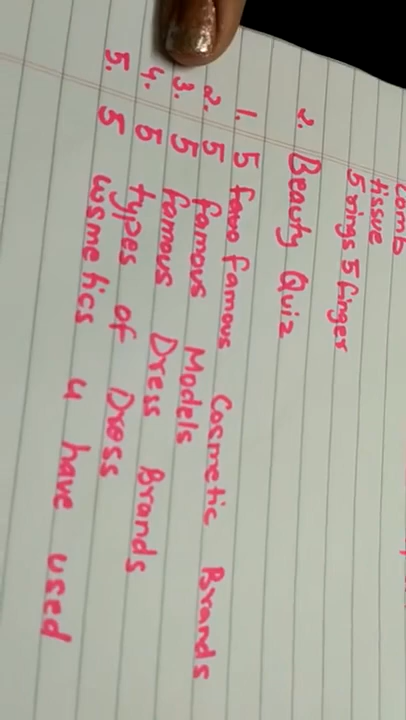 comb
tissue
5 rings 5 finger
2. Beauty Quiz
1. 5 famo famous Cosmetic Brands
2. 5 famous Models
3. 5 famous Dress Brands
4. 5 types of Dress
5. 5 cosmetics u have used